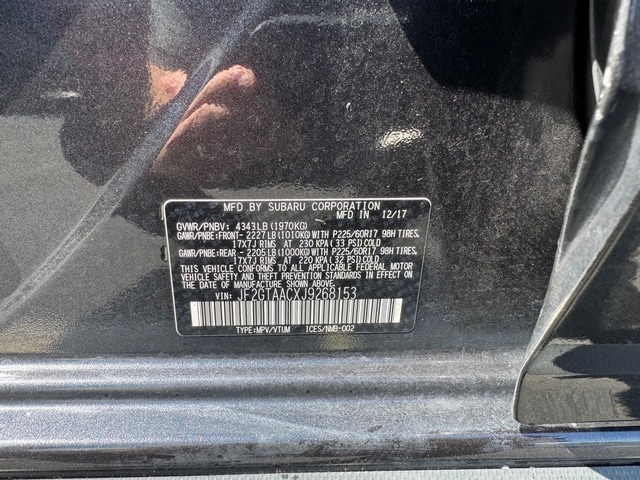 MFD BY SUBARU CORPORATION
MFD IN 12/17
GVWR/PNBV: 4343LB(1970KG)
GAWR/PNBE:FRONT- 2227LB(1010KG)WITH P225/60R17 98H TIRES,
17X7J RIMS AT 230 KPA(33 PSI)COLD
GAWR/PNBE:REAR - 2205LB(1000KG)WITH P225/60R17 98H TIRES,
17X7J RIMS AT 220 KPA(32 PSI)COLD
THIS VEHICLE CONFORMS TO ALL APPLICABLE FEDERAL MOTOR
VEHICLE SAFETY AND THEFT PREVENTION STANDARDS IN EFFECT ON THE
DATE OF MANUFACTURE SHOWN ABOVE.
VIN: JF2GTAACXJ9268153
TYPE:MPV/VTUM ICES/NMB-002